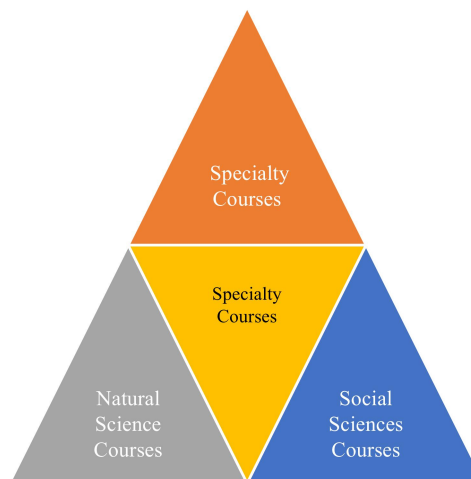 Specialty
Courses
Specialty
Courses
Natural
Science
Courses
Social
Sciences
Courses